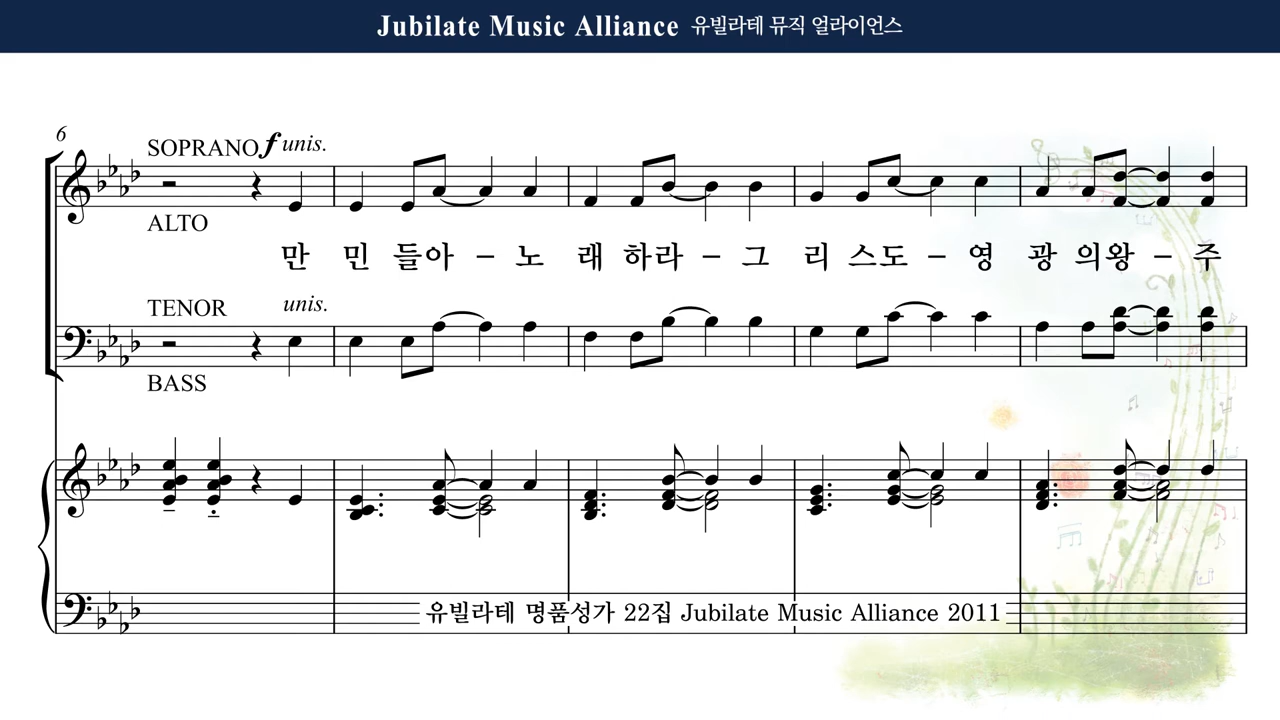 Jubilate Music Alliance 유빌라테 뮤직 얼라이언스
6
SOPRANO f unis.
ALTO
만 민 들아 - 노 래 하라 - 그 리 스도 - 영 광 의왕 - 주
TENOR unis.
BASS
유빌라테 명품성가 22집 Jubilate Music Alliance 2011